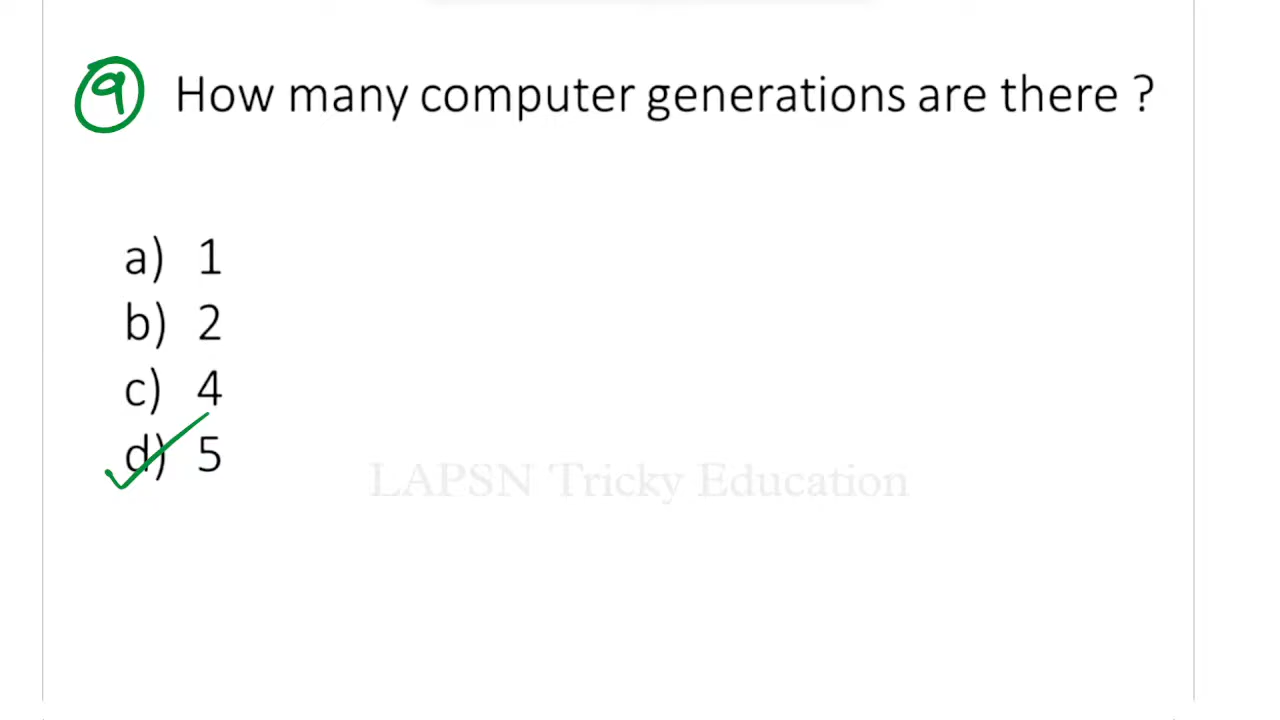 9 How many computer generations are there ?
a) 1
b) 2
c) 4
d) 5
LAPSN Tricky Education